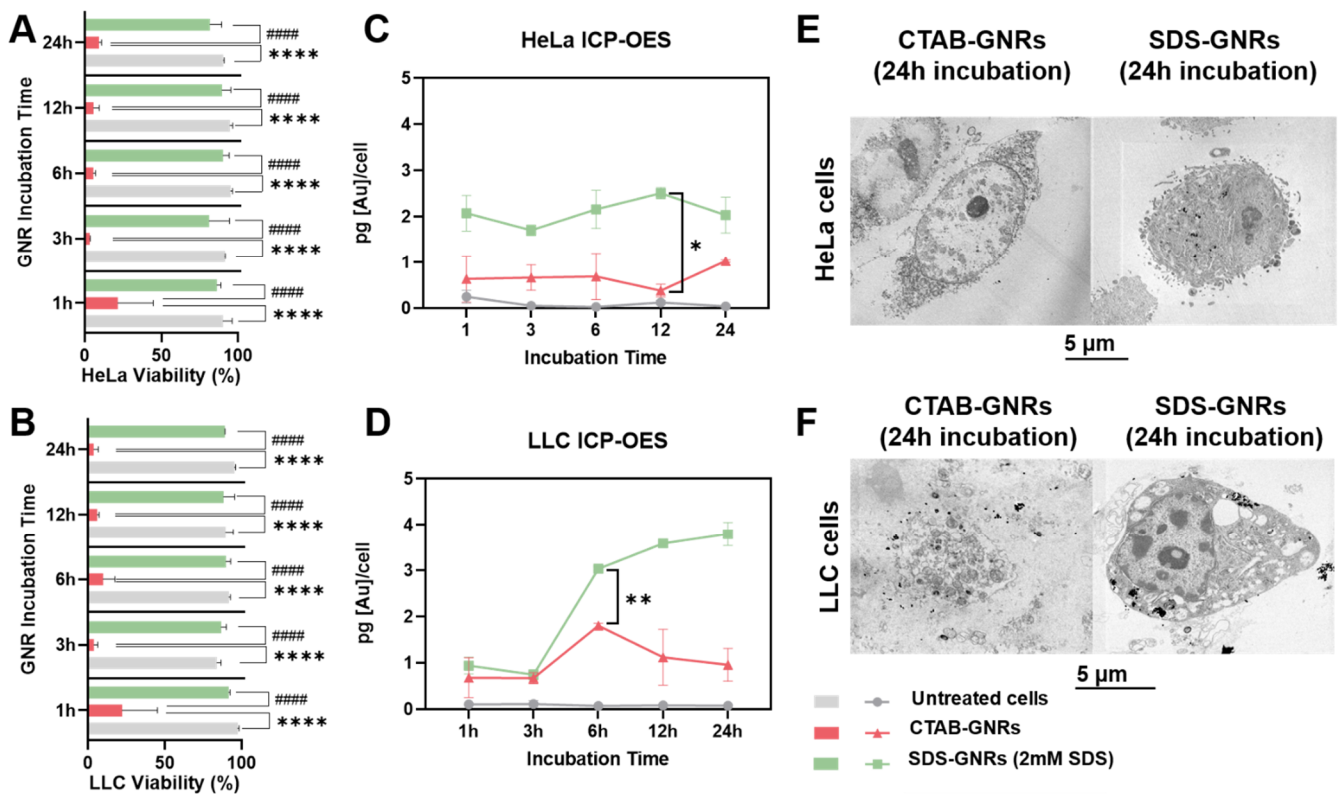 A
GNR Incubation Time
24h
12h
6h
3h
1h
####
****
####
****
####
****
####
****
####
****
0
50
100
HeLa Viability (%)
C
HeLa ICP-OES
pg [Au]/cell
5
4
3
2
1
0
*
1
3
6
12
24
Incubation Time
E
CTAB-GNRs
(24h incubation)
SDS-GNRs
(24h incubation)
HeLa cells
5 µm
B
GNR Incubation Time
24h
12h
6h
3h
1h
####
****
####
****
####
****
####
****
####
****
0
50
100
LLC Viability (%)
D
LLC ICP-OES
pg [Au]/cell
5
4
3
2
1
0
**
1h
3h
6h
12h
24h
Incubation Time
F
CTAB-GNRs
(24h incubation)
SDS-GNRs
(24h incubation)
LLC cells
5 µm
Untreated cells
CTAB-GNRs
SDS-GNRs (2mM SDS)